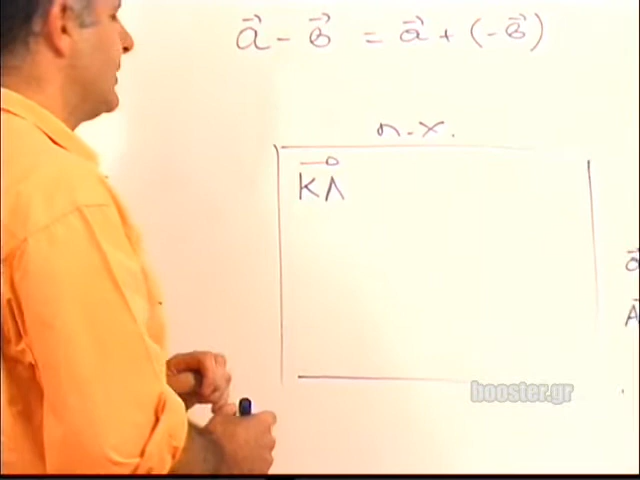 a⃗ - β⃗ = a⃗ + (-β⃗)
π.χ.
ΚΛ⃗
booster.gr